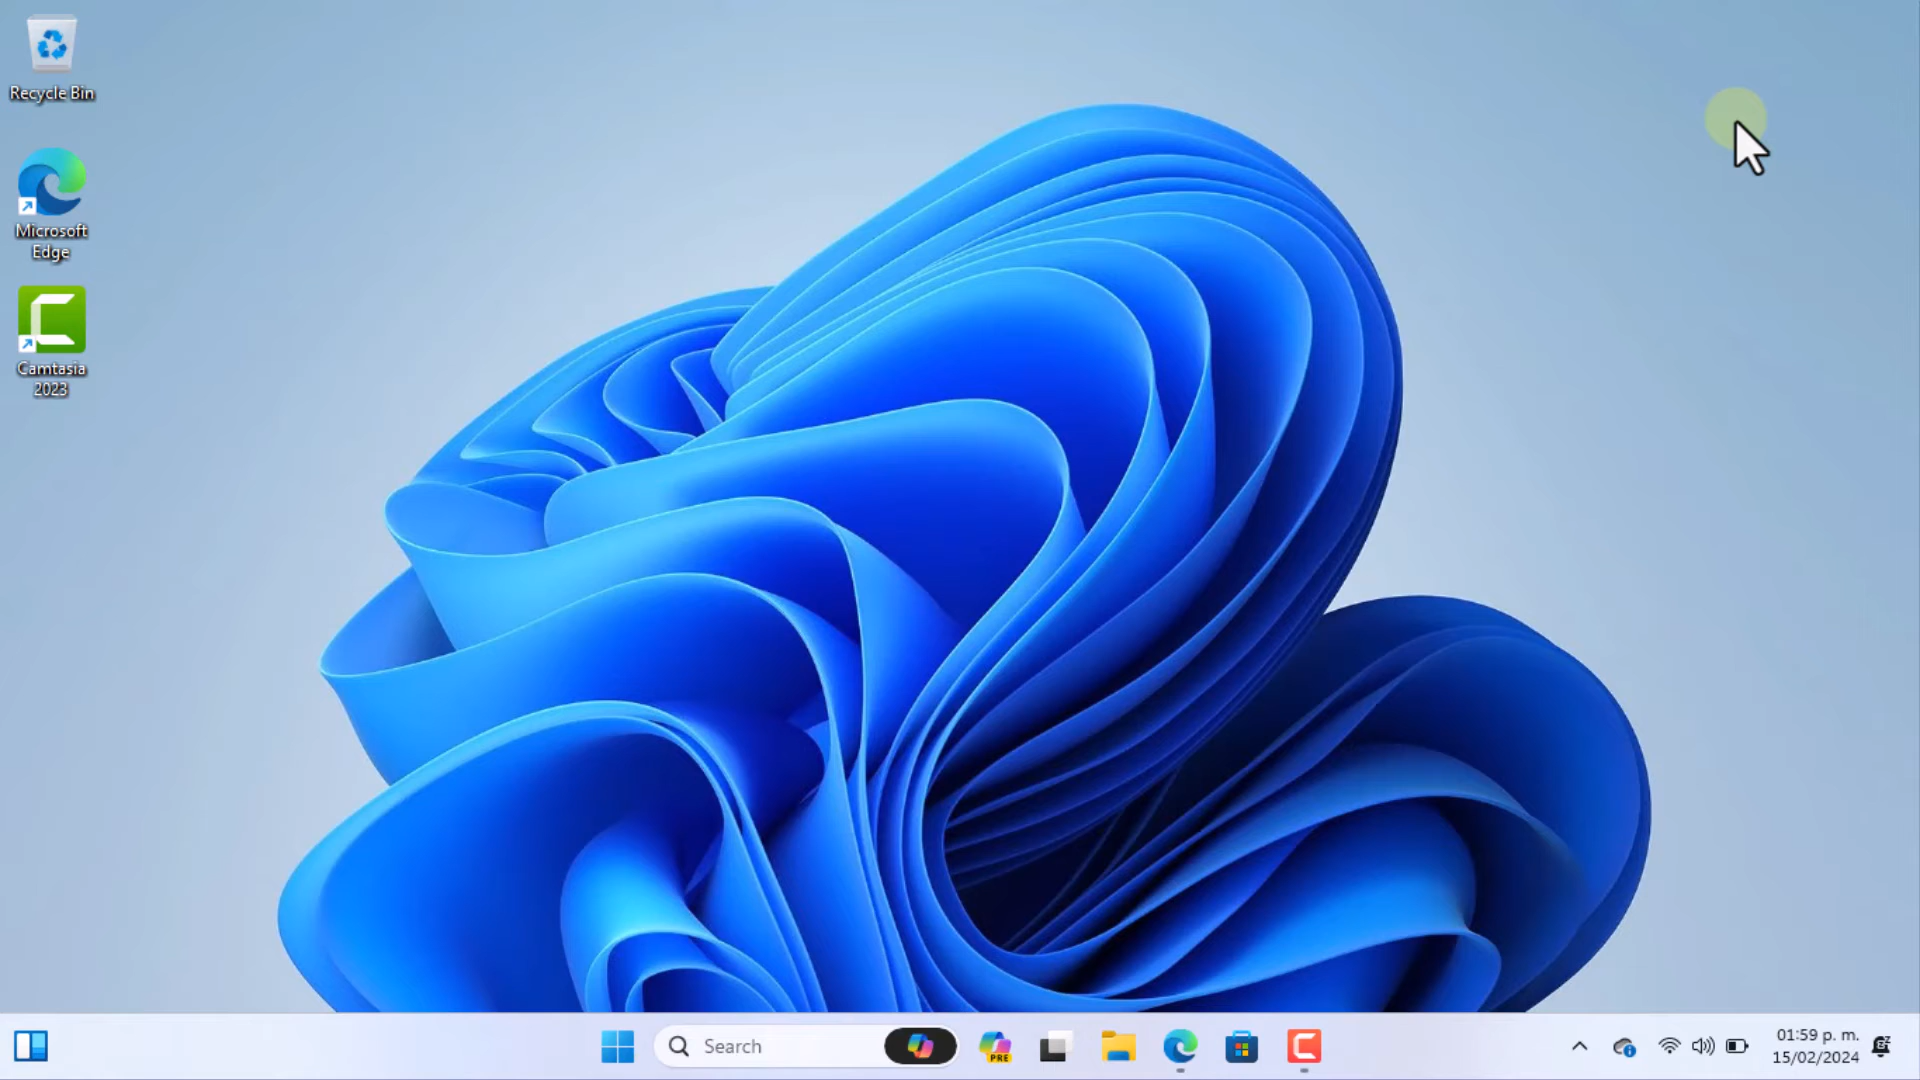 Recycle Bin
Microsoft
Edge
Camtasia
2023
Search
PRE
01:59 p. m.
15/02/2024